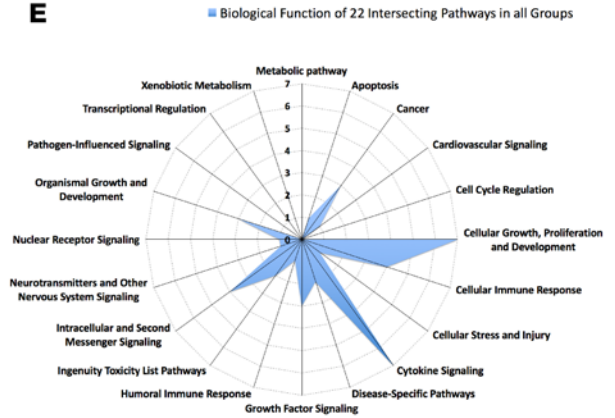 E
Biological Function of 22 Intersecting Pathways in all Groups
Metabolic pathway
Apoptosis
Cancer
Cardiovascular Signaling
Cell Cycle Regulation
Cellular Growth, Proliferation
and Development
Cellular Immune Response
Cellular Stress and Injury
Cytokine Signaling
Disease-Specific Pathways
Growth Factor Signaling
Humoral Immune Response
Ingenuity Toxicity List Pathways
Intracellular and Second
Messenger Signaling
Neurotransmitters and Other
Nervous System Signaling
Nuclear Receptor Signaling
Organismal Growth and
Development
Pathogen-Influenced Signaling
Transcriptional Regulation
Xenobiotic Metabolism
7
6
5
4
3
2
1
0